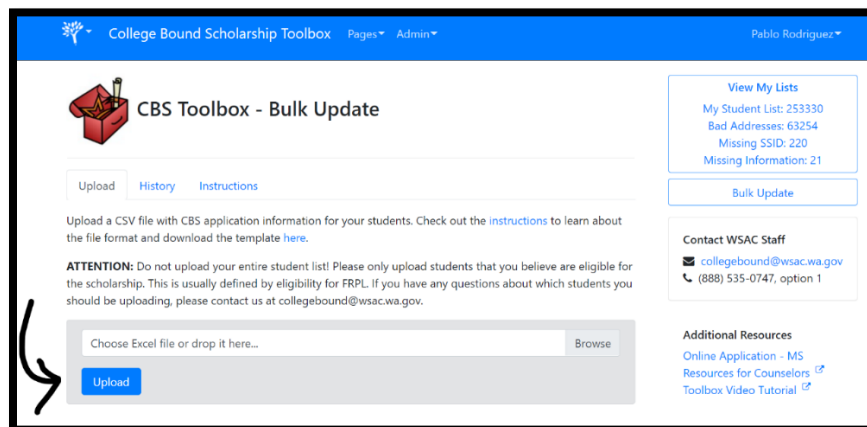 College Bound Scholarship Toolbox Pages Admin Pablo Rodriguez
CBS Toolbox - Bulk Update
Upload History Instructions
Upload a CSV file with CBS application information for your students. Check out the instructions to learn about
the file format and download the template here.
ATTENTION: Do not upload your entire student list! Please only upload students that you believe are eligible for
the scholarship. This is usually defined by eligibility for FRPL. If you have any questions about which students you
should be uploading, please contact us at collegebound@wsac.wa.gov.
Choose Excel file or drop it here... Browse
Upload
View My Lists
My Student List: 253330
Bad Addresses: 63254
Missing SSID: 220
Missing Information: 21
Bulk Update
Contact WSAC Staff
collegebound@wsac.wa.gov
(888) 535-0747, option 1
Additional Resources
Online Application - MS
Resources for Counselors
Toolbox Video Tutorial